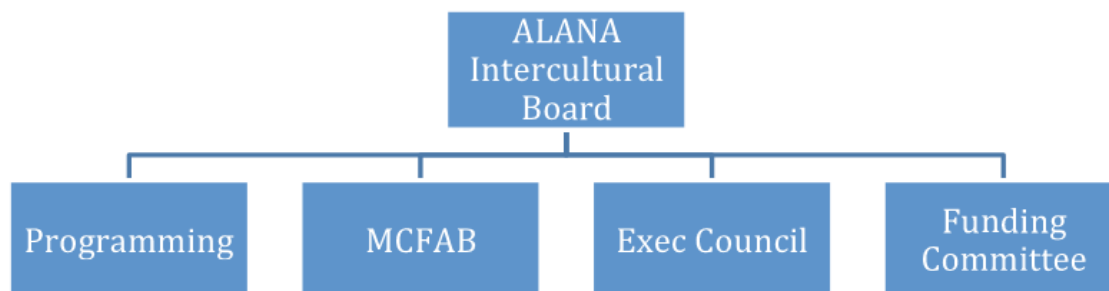 ALANA
Intercultural
Board
Programming
MCFAB
Exec Council
Funding
Committee